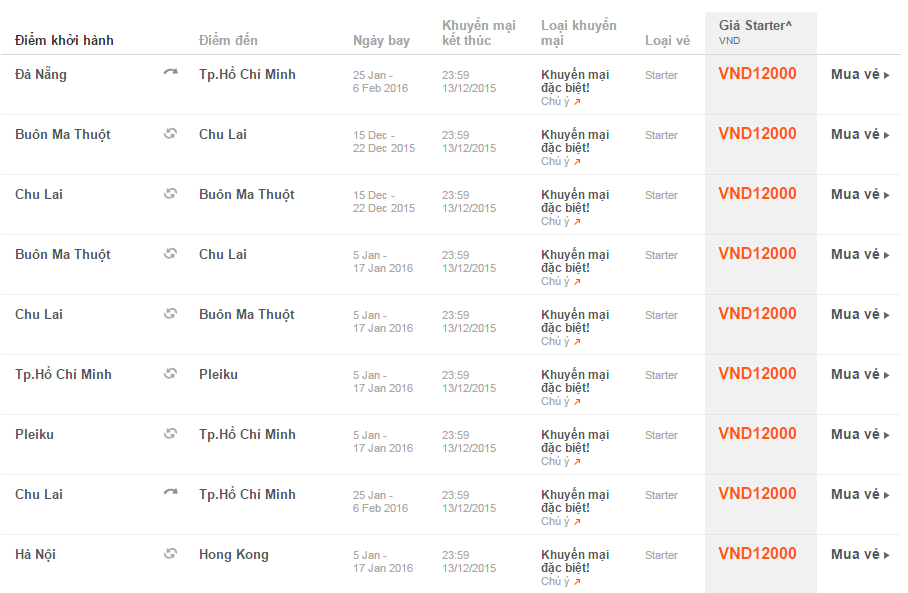 Điểm khởi hành
Điểm đến
Ngày bay
Khuyến mại
kết thúc
Loại khuyến
mại
Loại vé
Giá Starter^
VND
Đà Nẵng
Tp.Hồ Chí Minh
25 Jan -
6 Feb 2016
23:59
13/12/2015
Khuyến mại
đặc biệt!
Chú ý
Starter
VND12000
Mua vé
Buôn Ma Thuột
Chu Lai
15 Dec -
22 Dec 2015
23:59
13/12/2015
Khuyến mại
đặc biệt!
Chú ý
Starter
VND12000
Mua vé
Chu Lai
Buôn Ma Thuột
15 Dec -
22 Dec 2015
23:59
13/12/2015
Khuyến mại
đặc biệt!
Chú ý
Starter
VND12000
Mua vé
Buôn Ma Thuột
Chu Lai
5 Jan -
17 Jan 2016
23:59
13/12/2015
Khuyến mại
đặc biệt!
Chú ý
Starter
VND12000
Mua vé
Chu Lai
Buôn Ma Thuột
5 Jan -
17 Jan 2016
23:59
13/12/2015
Khuyến mại
đặc biệt!
Chú ý
Starter
VND12000
Mua vé
Tp.Hồ Chí Minh
Pleiku
5 Jan -
17 Jan 2016
23:59
13/12/2015
Khuyến mại
đặc biệt!
Chú ý
Starter
VND12000
Mua vé
Pleiku
Tp.Hồ Chí Minh
5 Jan -
17 Jan 2016
23:59
13/12/2015
Khuyến mại
đặc biệt!
Chú ý
Starter
VND12000
Mua vé
Chu Lai
Tp.Hồ Chí Minh
25 Jan -
6 Feb 2016
23:59
13/12/2015
Khuyến mại
đặc biệt!
Chú ý
Starter
VND12000
Mua vé
Hà Nội
Hong Kong
5 Jan -
17 Jan 2016
23:59
13/12/2015
Khuyến mại
đặc biệt!
Chú ý
Starter
VND12000
Mua vé